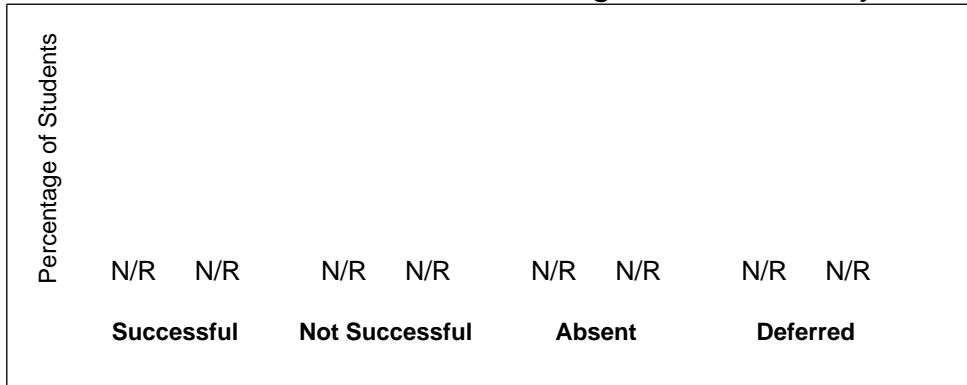 Percentage of Students
N/R N/R N/R N/R N/R N/R N/R N/R
Successful Not Successful Absent Deferred